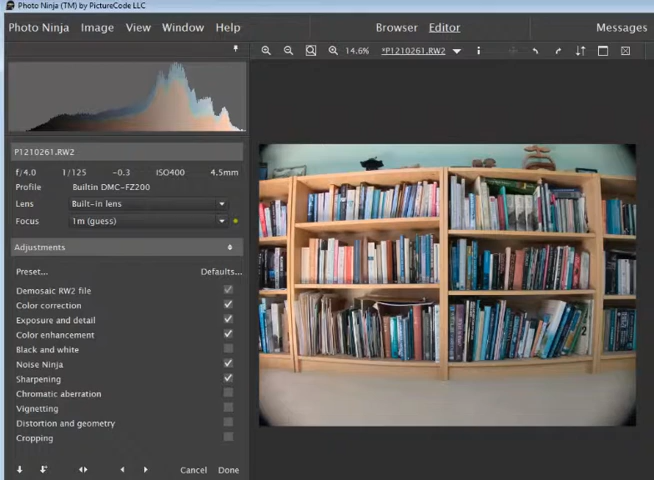 Photo Ninja (TM) by PictureCode LLC
Photo Ninja Image View Window Help Browser Editor Messages
14.6% *P1210261.RW2
P1210261.RW2
f/4.0 1/125 -0.3 ISO400 4.5mm
Profile Builtin DMC-FZ200
Lens Built-in lens
Focus 1m (guess)
Adjustments
Preset... Defaults...
Demosaic RW2 file
Color correction
Exposure and detail
Color enhancement
Black and white
Noise Ninja
Sharpening
Chromatic aberration
Vignetting
Distortion and geometry
Cropping
Cancel Done